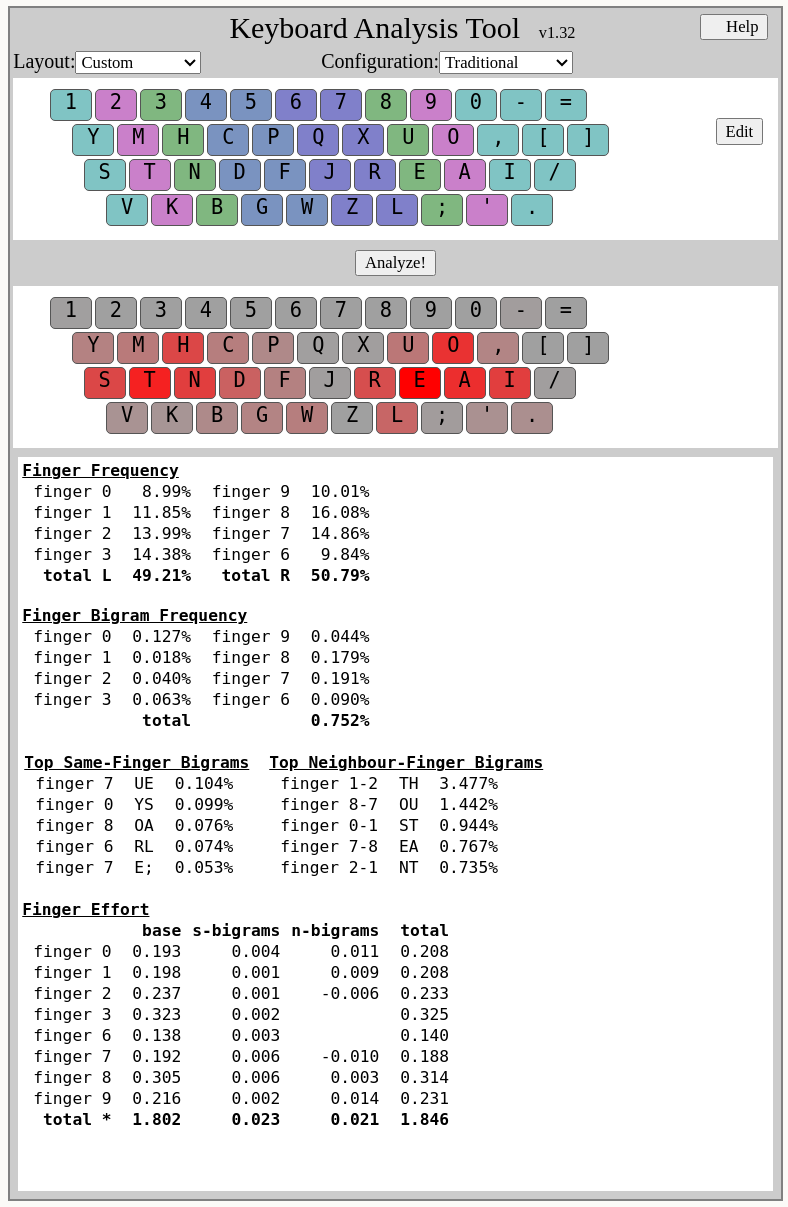 Keyboard Analysis Tool v1.32 Help
Layout: Custom Configuration: Traditional
1 2 3 4 5 6 7 8 9 0 - =
Y M H C P Q X U O , [ ] Edit
S T N D F J R E A I /
V K B G W Z L ; ' .
Analyze!
1 2 3 4 5 6 7 8 9 0 - =
Y M H C P Q X U O , [ ]
S T N D F J R E A I /
V K B G W Z L ; ' .
Finger Frequency
finger 0 8.99% finger 9 10.01%
finger 1 11.85% finger 8 16.08%
finger 2 13.99% finger 7 14.86%
finger 3 14.38% finger 6 9.84%
total L 49.21% total R 50.79%
Finger Bigram Frequency
finger 0 0.127% finger 9 0.044%
finger 1 0.018% finger 8 0.179%
finger 2 0.040% finger 7 0.191%
finger 3 0.063% finger 6 0.090%
total 0.752%
Top Same-Finger Bigrams Top Neighbour-Finger Bigrams
finger 7 UE 0.104% finger 1-2 TH 3.477%
finger 0 YS 0.099% finger 8-7 OU 1.442%
finger 8 OA 0.076% finger 0-1 ST 0.944%
finger 6 RL 0.074% finger 7-8 EA 0.767%
finger 7 E; 0.053% finger 2-1 NT 0.735%
Finger Effort
base s-bigrams n-bigrams total
finger 0 0.193 0.004 0.011 0.208
finger 1 0.198 0.001 0.009 0.208
finger 2 0.237 0.001 -0.006 0.233
finger 3 0.323 0.002 0.325
finger 6 0.138 0.003 0.140
finger 7 0.192 0.006 -0.010 0.188
finger 8 0.305 0.006 0.003 0.314
finger 9 0.216 0.002 0.014 0.231
total * 1.802 0.023 0.021 1.846